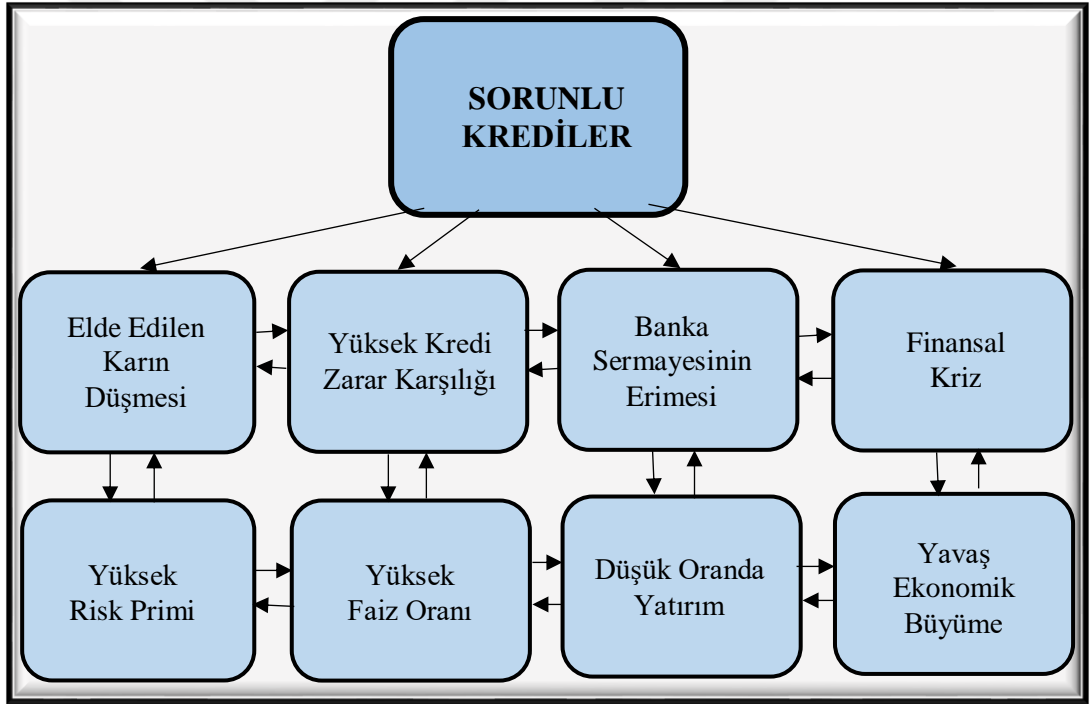 SORUNLU
KREDİLER
Elde Edilen
Karın
Düşmesi
Yüksek Kredi
Zarar Karşılığı
Banka
Sermayesinin
Erimesi
Finansal
Kriz
Yüksek
Risk Primi
Yüksek
Faiz Oranı
Düşük Oranda
Yatırım
Yavaş
Ekonomik
Büyüme